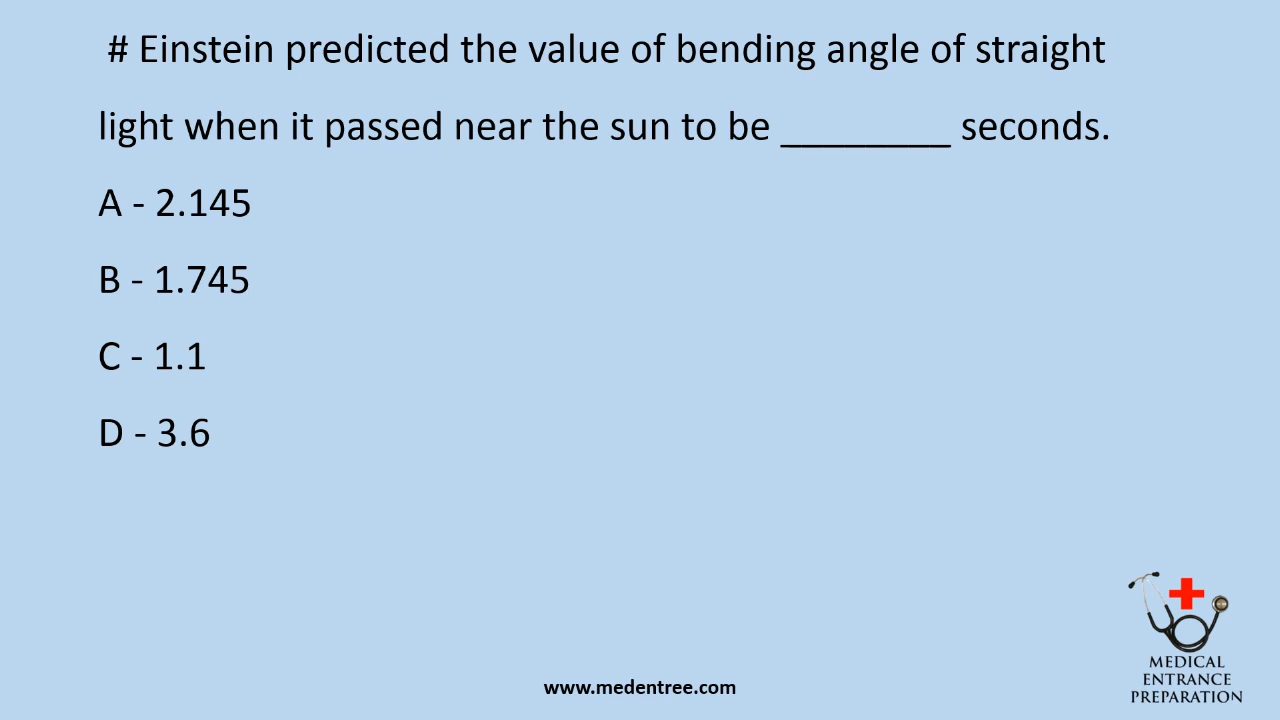 # Einstein predicted the value of bending angle of straight
light when it passed near the sun to be ________ seconds.
A - 2.145
B - 1.745
C - 1.1
D - 3.6
www.medentree.com
MEDICAL
ENTRANCE
PREPARATION